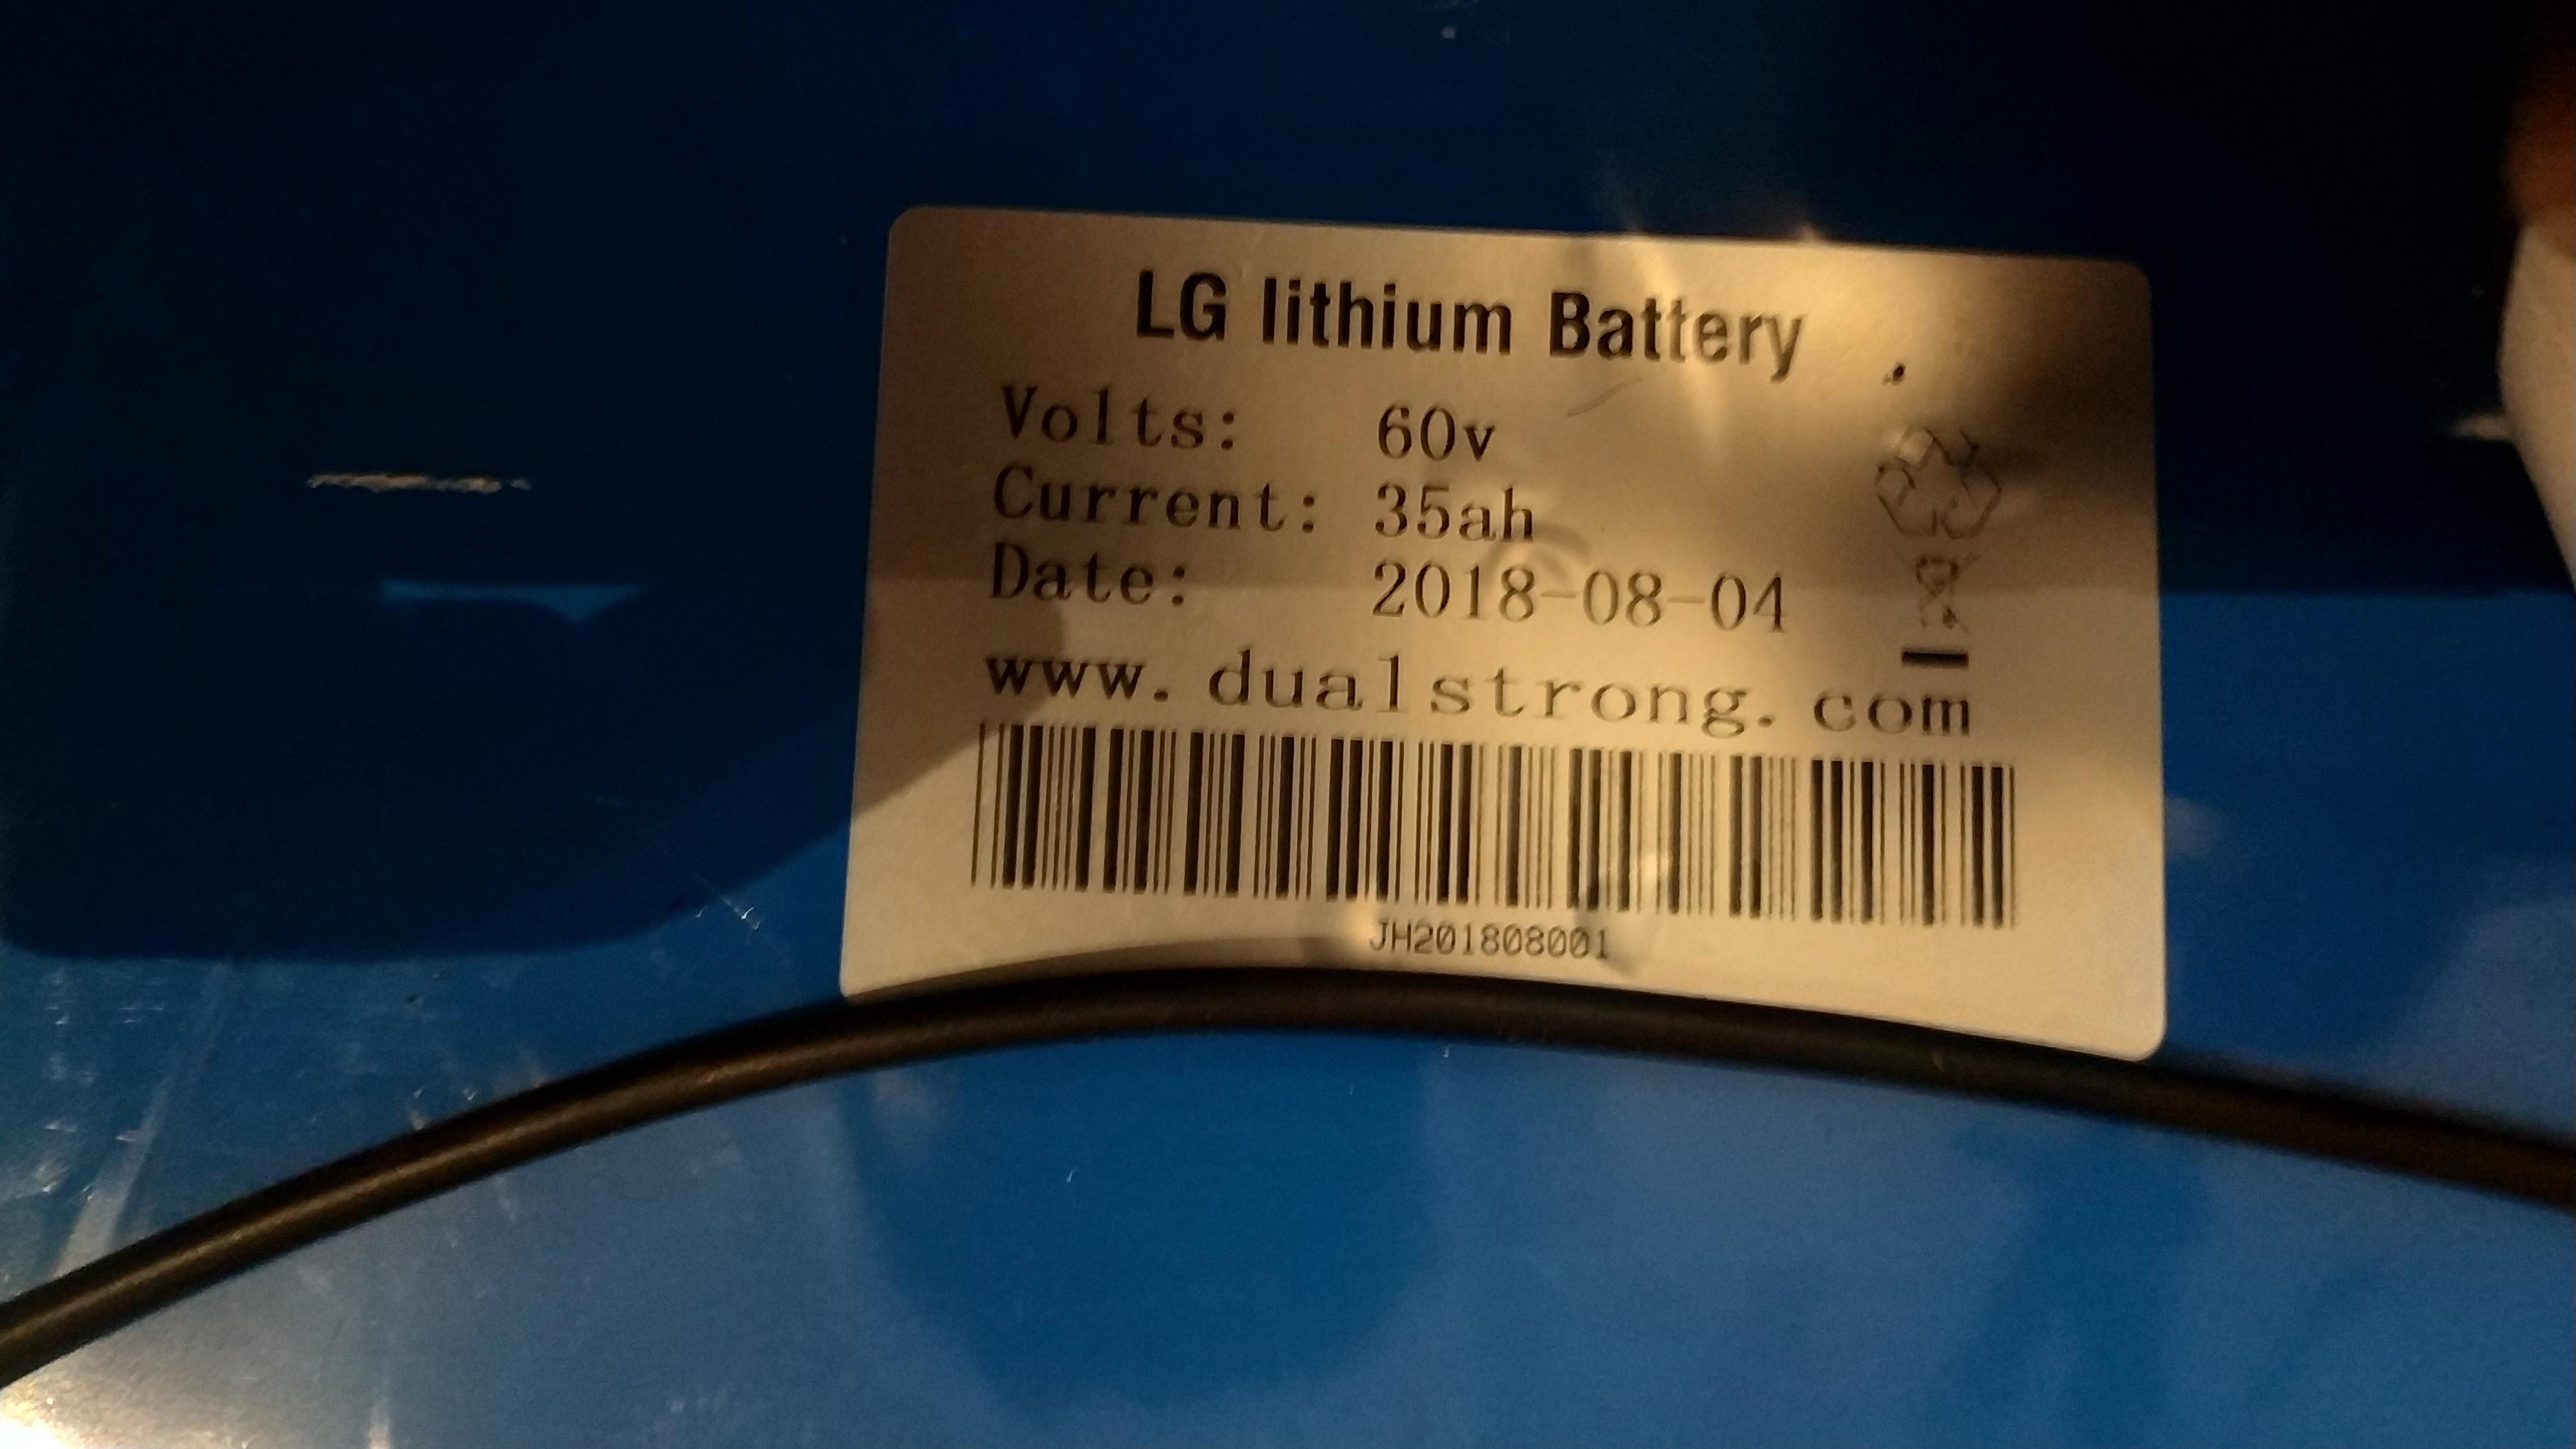 LG lithium Battery
Volts: 60v
Current: 35ah
Date: 2018-08-04
www.dualstrong.com
JH201808001